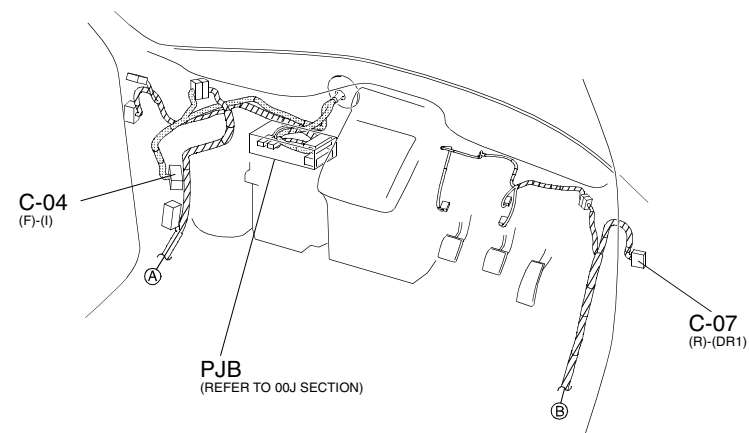 C-04
(F)-(I)
A
PJB
(REFER TO 00J SECTION)
C-07
(R)-(DR1)
B